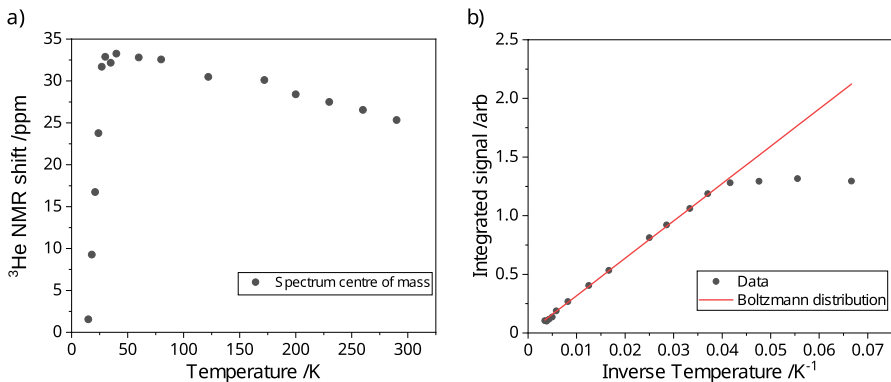 a)
35
30
25
20
15
10
5
0
0 50 100 150 200 250 300
³He NMR shift /ppm
Temperature /K
Spectrum centre of mass
b)
2.5
2.0
1.5
1.0
0.5
0
0 0.01 0.02 0.03 0.04 0.05 0.06 0.07
Integrated signal /arb
Inverse Temperature /K⁻¹
Data
Boltzmann distribution